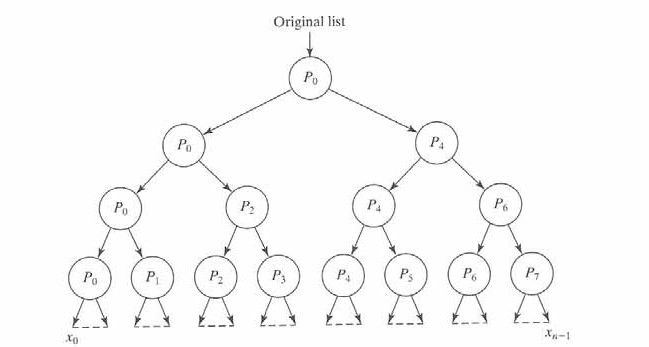 Original list
P₀
P₀ P₄
P₀ P₂ P₄ P₆
P₀ P₁ P₂ P₃ P₄ P₅ P₆ P₇
x₀ xₙ₋₁